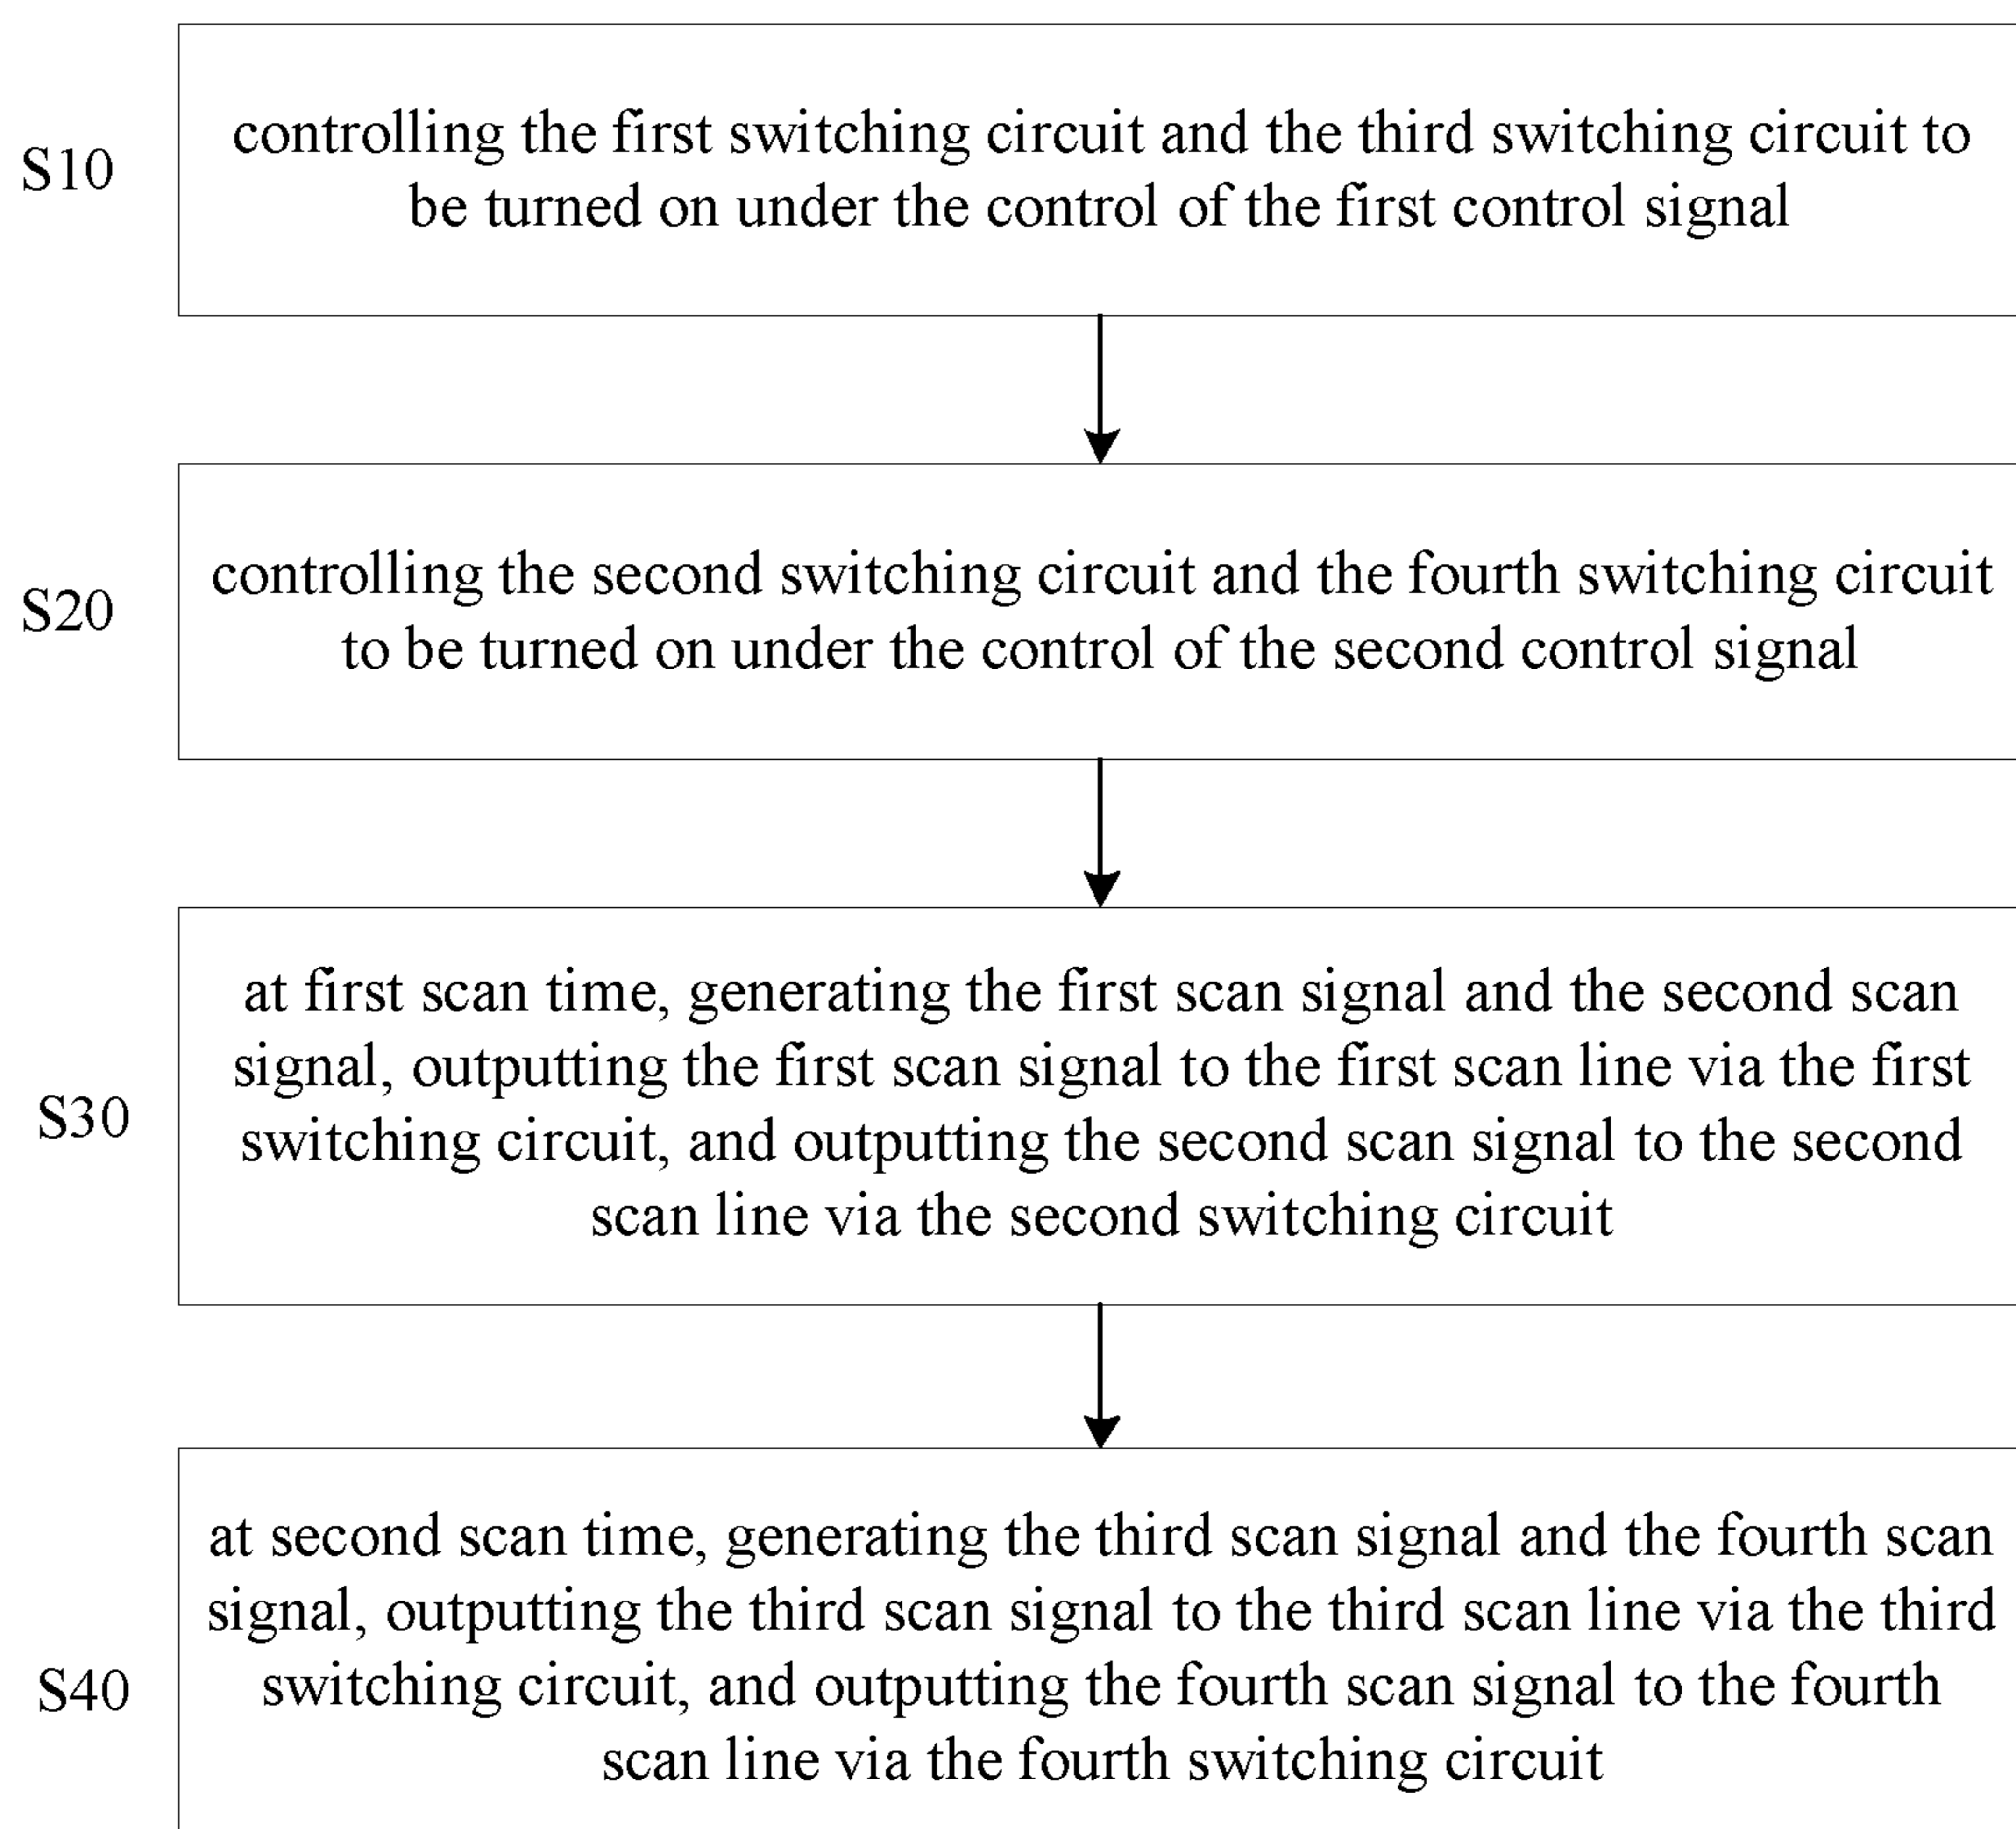 S10
controlling the first switching circuit and the third switching circuit to
be turned on under the control of the first control signal
S20
controlling the second switching circuit and the fourth switching circuit
to be turned on under the control of the second control signal
S30
at first scan time, generating the first scan signal and the second scan
signal, outputting the first scan signal to the first scan line via the first
switching circuit, and outputting the second scan signal to the second
scan line via the second switching circuit
S40
at second scan time, generating the third scan signal and the fourth scan
signal, outputting the third scan signal to the third scan line via the third
switching circuit, and outputting the fourth scan signal to the fourth
scan line via the fourth switching circuit